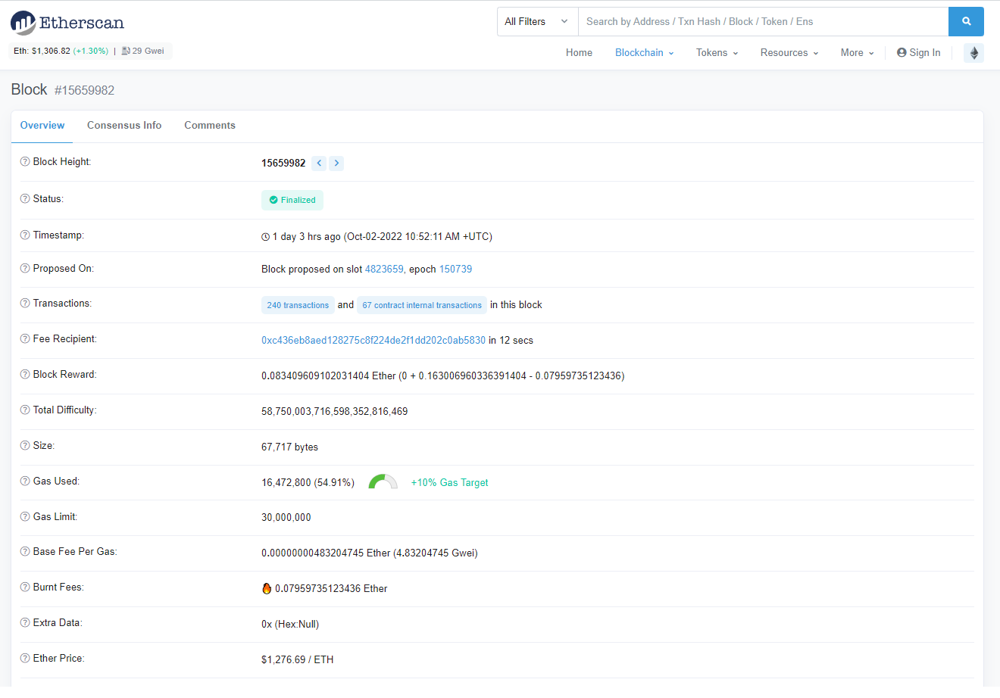 Etherscan
All Filters
Search by Address / Txn Hash / Block / Token / Ens
Eth: $1,306.82 (+1.30%) | 29 Gwei
Home Blockchain Tokens Resources More Sign In
Block #15659982
Overview Consensus Info Comments
Block Height: 15659982
Status: Finalized
Timestamp: 1 day 3 hrs ago (Oct-02-2022 10:52:11 AM +UTC)
Proposed On: Block proposed on slot 4823659, epoch 150739
Transactions: 240 transactions and 67 contract internal transactions in this block
Fee Recipient: 0xc436eb8aed128275c8f224de2f1dd202c0ab5830 in 12 secs
Block Reward: 0.083409609102031404 Ether (0 + 0.163006960336391404 - 0.07959735123436)
Total Difficulty: 58,750,003,716,598,352,816,469
Size: 67,717 bytes
Gas Used: 16,472,800 (54.91%) +10% Gas Target
Gas Limit: 30,000,000
Base Fee Per Gas: 0.00000000483204745 Ether (4.83204745 Gwei)
Burnt Fees: 0.07959735123436 Ether
Extra Data: 0x (Hex:Null)
Ether Price: $1,276.69 / ETH